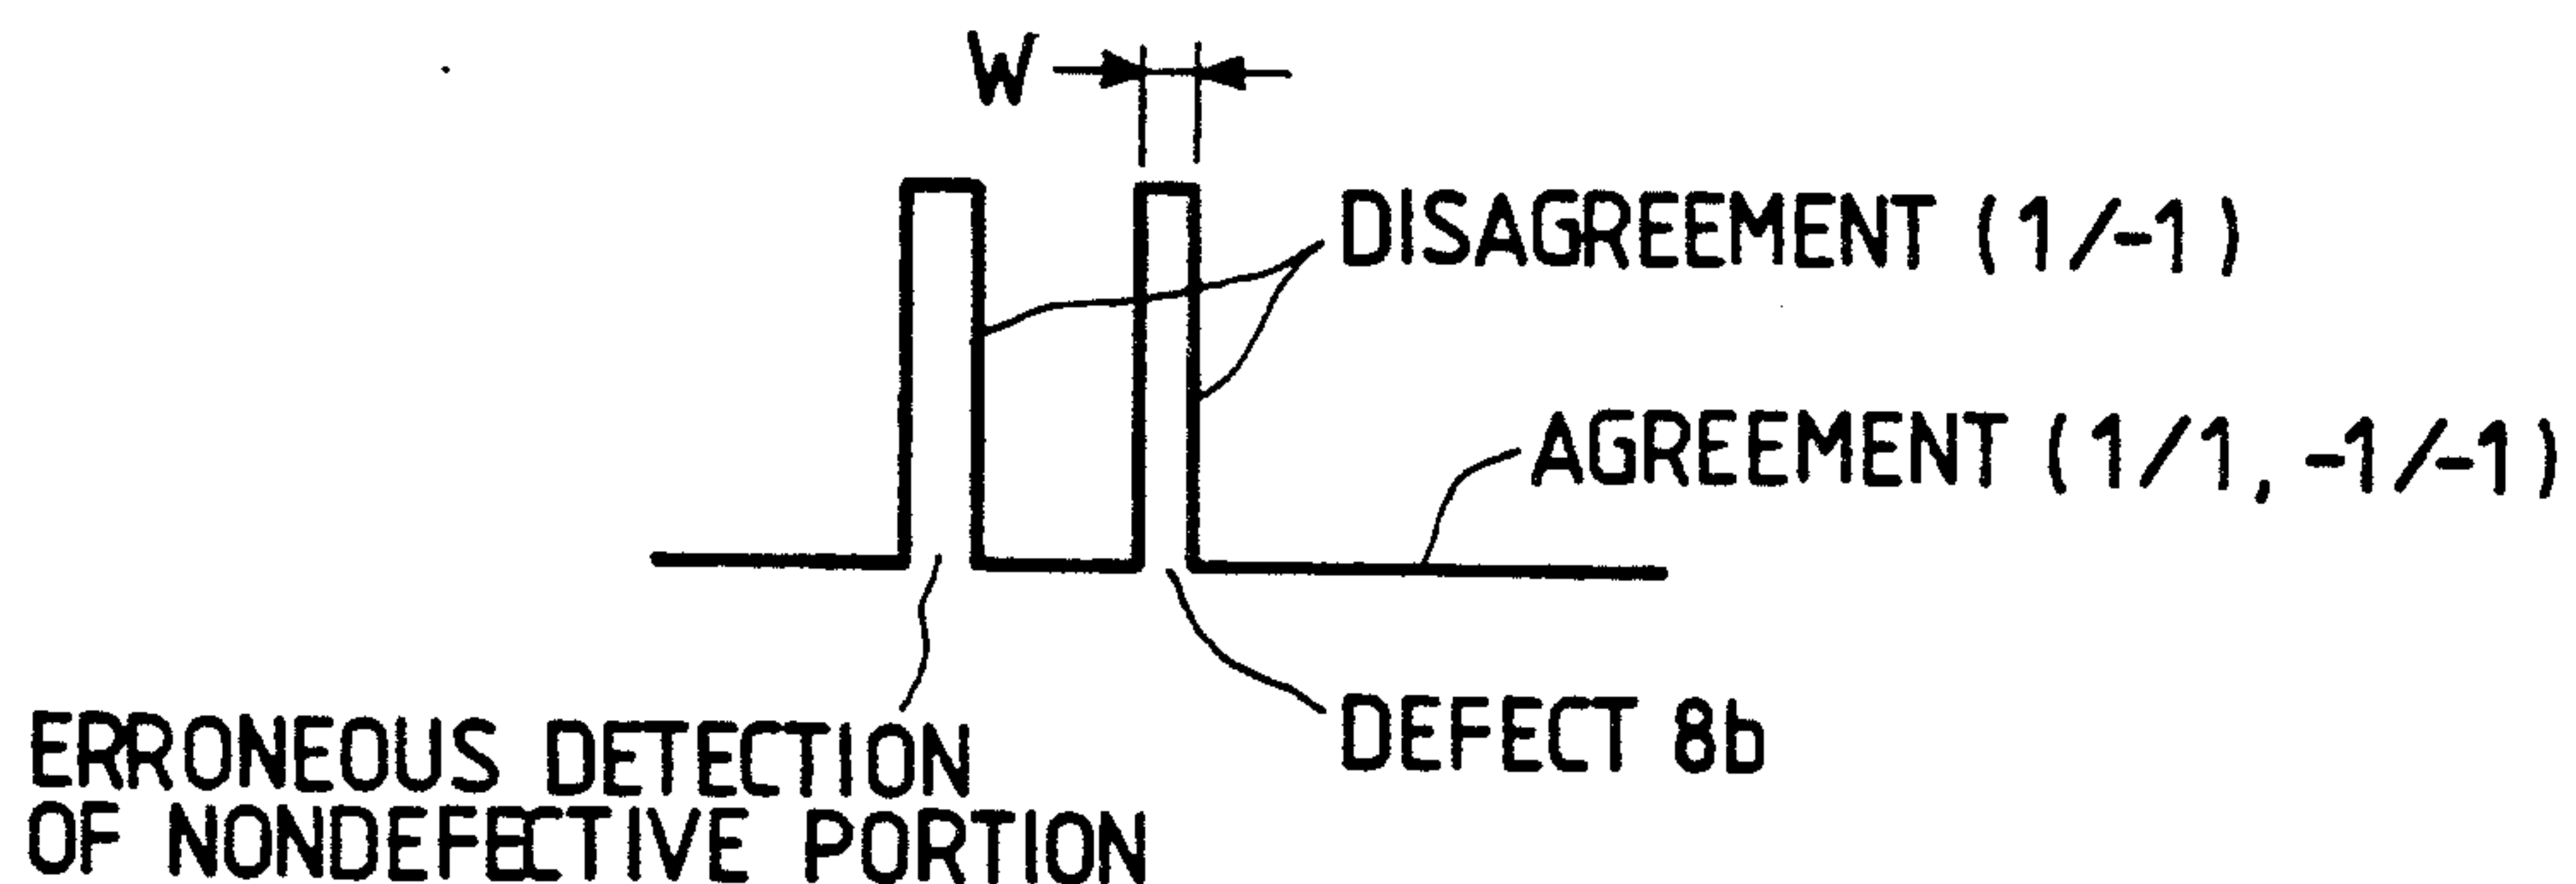 W
DISAGREEMENT (1/-1)
AGREEMENT (1/1, -1/-1)
ERRONEOUS DETECTION
OF NONDEFECTIVE PORTION
DEFECT 8b